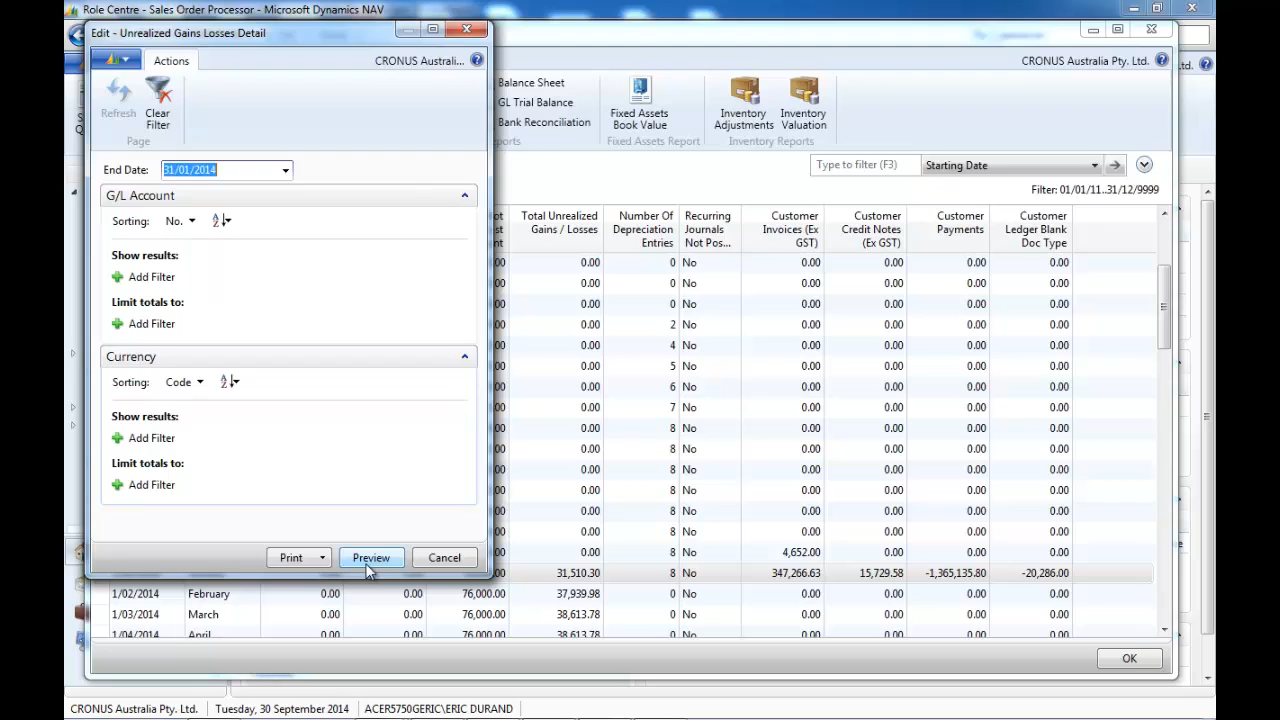 Role Centre - Sales Order Processor - Microsoft Dynamics NAV
Edit - Unrealized Gains Losses Detail
Actions
CRONUS Australi...
Refresh
Clear Filter
Page
End Date: 31/01/2014
G/L Account
Sorting: No.
Show results:
Add Filter
Limit totals to:
Add Filter
Currency
Sorting: Code
Show results:
Add Filter
Limit totals to:
Add Filter
Print Preview Cancel
CRONUS Australia Pty. Ltd.
td.
Balance Sheet
GL Trial Balance
Bank Reconciliation
Fixed Assets Book Value
Fixed Assets Report
Inventory Adjustments
Inventory Valuation
Inventory Reports
Type to filter (F3) Starting Date
Filter: 01/01/11..31/12/9999
Total Unrealized Gains / Losses
Number Of Depreciation Entries
Recurring Journals Not Pos...
Customer Invoices (Ex GST)
Customer Credit Notes (Ex GST)
Customer Payments
Customer Ledger Blank Doc Type
0.00 0 No 0.00 0.00 0.00 0.00
0.00 0 No 0.00 0.00 0.00 0.00
0.00 0 No 0.00 0.00 0.00 0.00
0.00 2 No 0.00 0.00 0.00 0.00
0.00 4 No 0.00 0.00 0.00 0.00
0.00 5 No 0.00 0.00 0.00 0.00
0.00 6 No 0.00 0.00 0.00 0.00
0.00 7 No 0.00 0.00 0.00 0.00
0.00 8 No 0.00 0.00 0.00 0.00
0.00 8 No 0.00 0.00 0.00 0.00
0.00 8 No 0.00 0.00 0.00 0.00
0.00 8 No 0.00 0.00 0.00 0.00
0.00 8 No 0.00 0.00 0.00 0.00
0.00 8 No 0.00 0.00 0.00 0.00
0.00 8 No 4,652.00 0.00 0.00 0.00
31,510.30 8 No 347,266.63 15,729.58 -1,365,135.80 -20,286.00
1/02/2014 February 0.00 0.00 76,000.00 37,939.98 0 No 0.00 0.00 0.00 0.00
1/03/2014 March 0.00 0.00 76,000.00 38,613.78 0 No 0.00 0.00 0.00 0.00
1/04/2014 April 0.00 0.00 76,000.00 38,613.78 0 No 0.00 0.00 0.00 0.00
OK
CRONUS Australia Pty. Ltd. Tuesday, 30 September 2014 ACER5750GERIC\ERIC DURAND